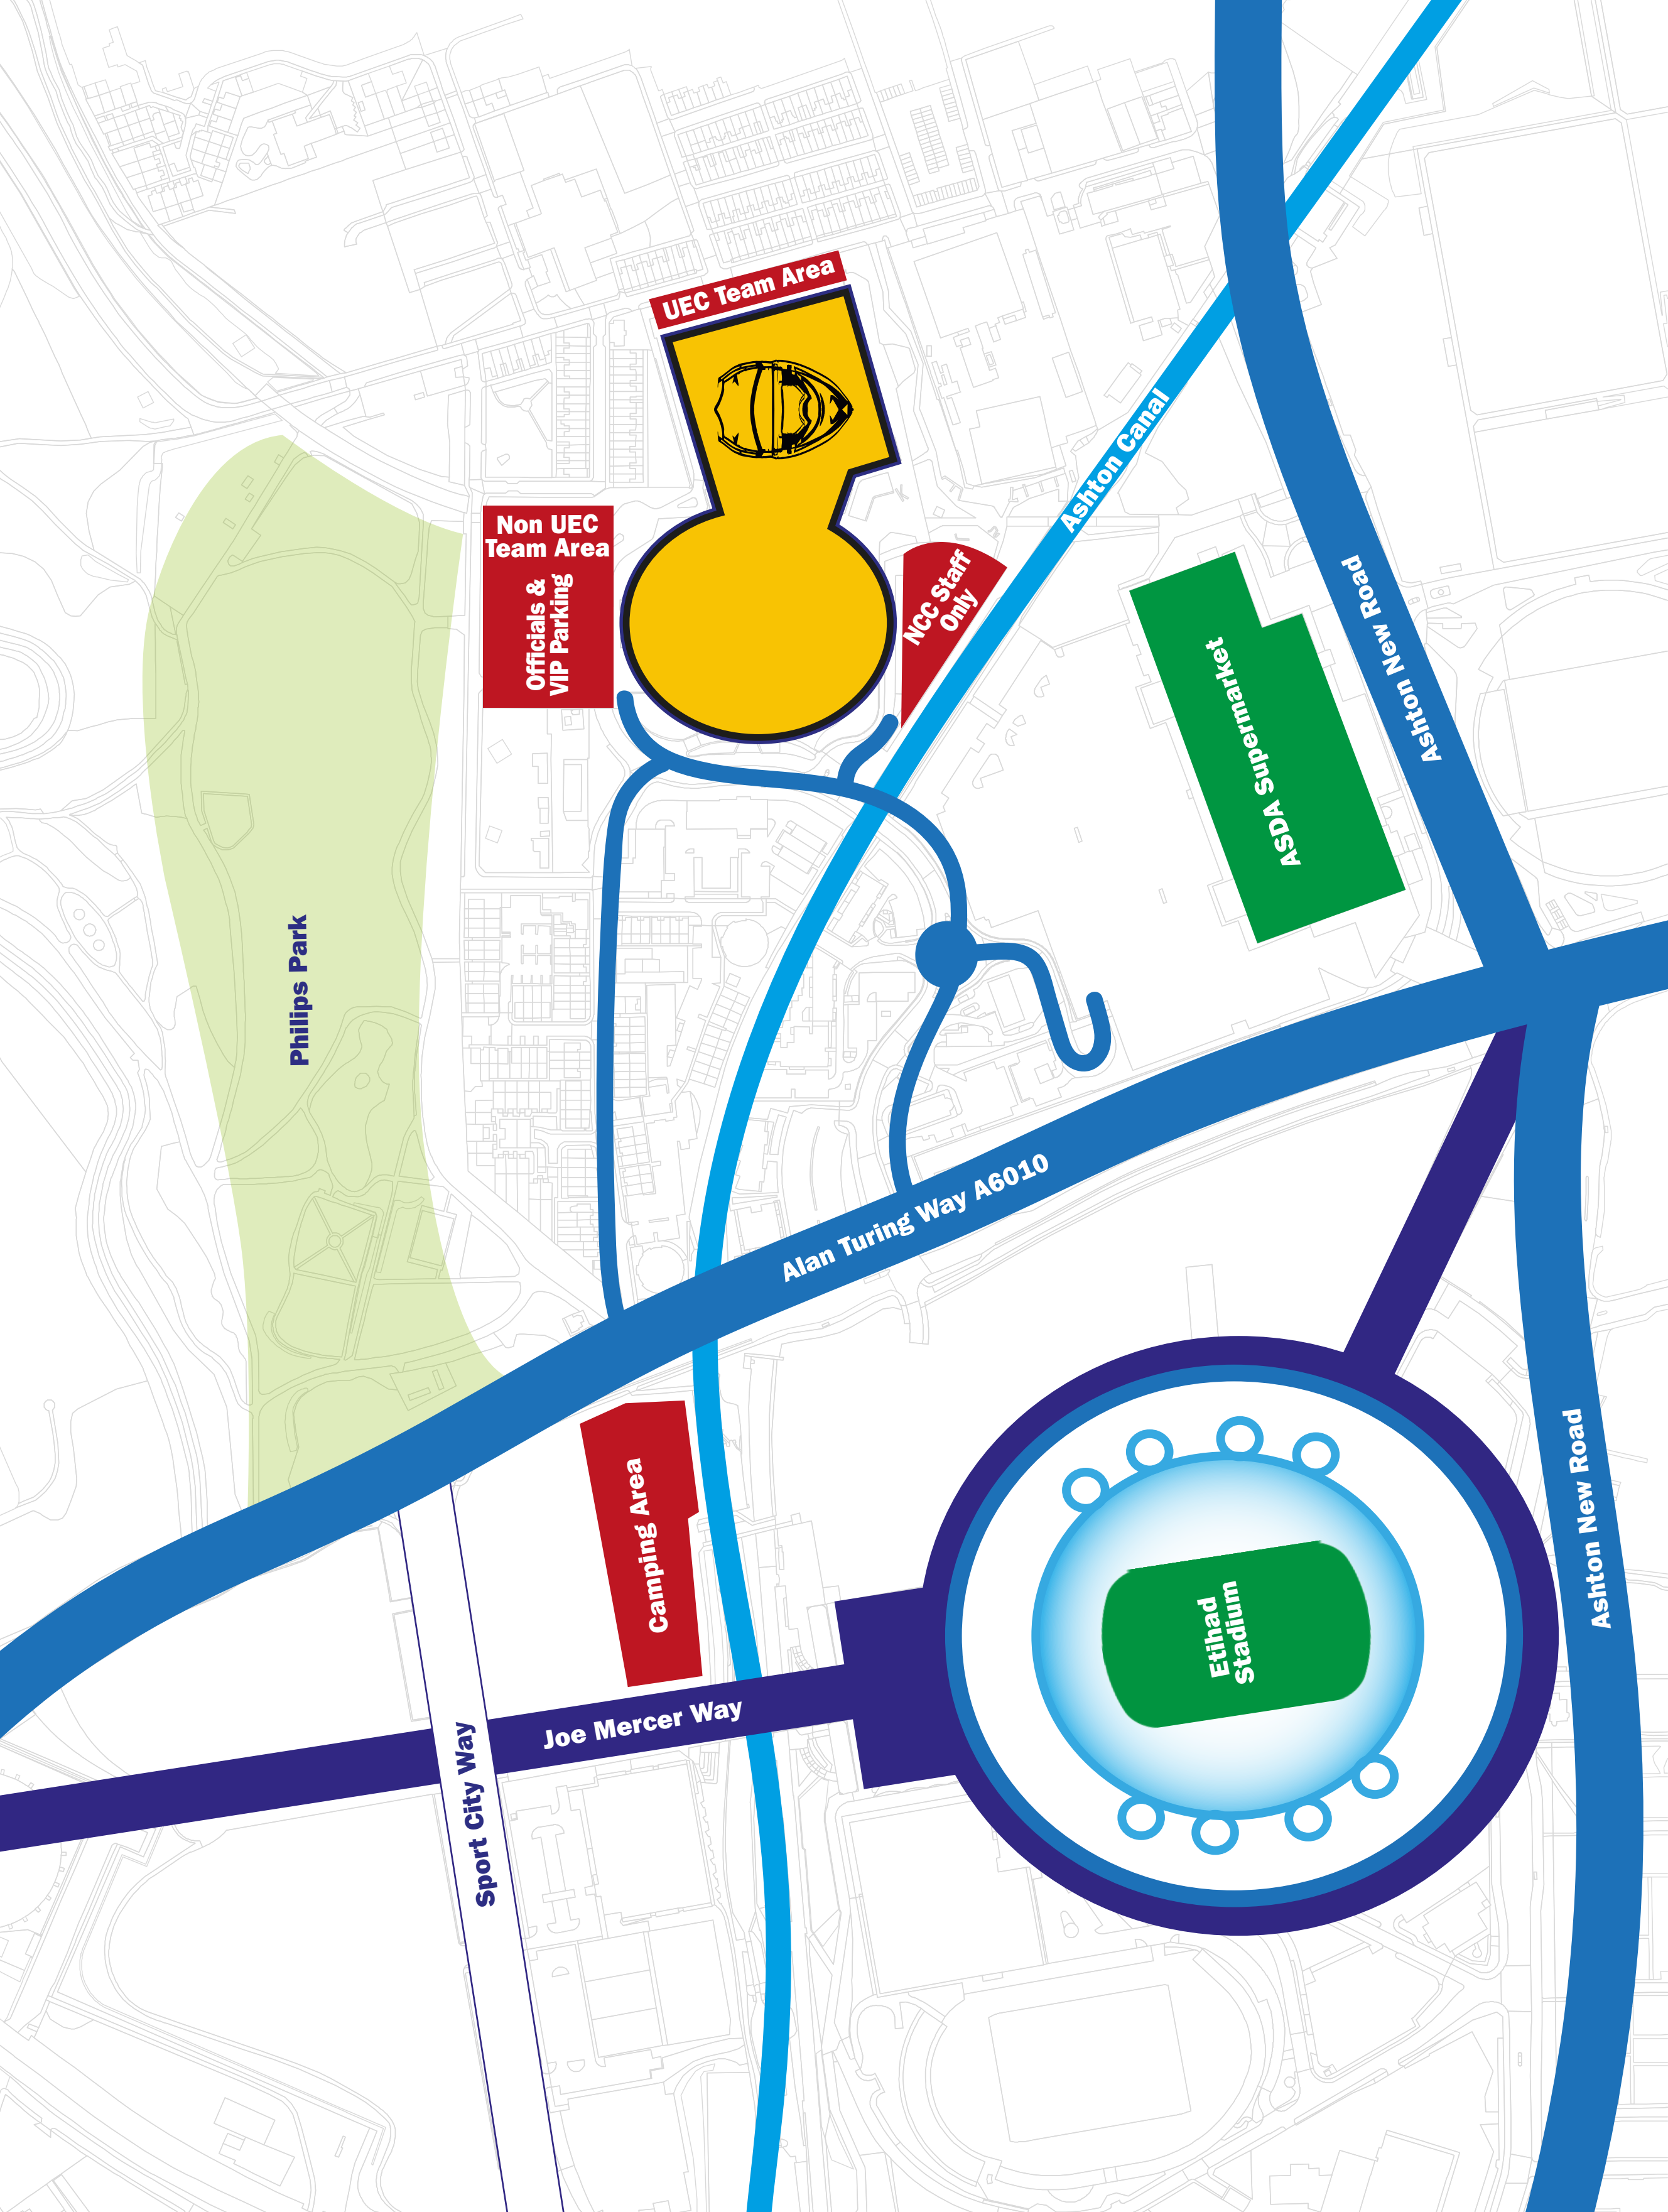 UEC Team Area
Non UEC
Team Area
Officials &
VIP Parking
NCC Staff
Only
Ashton Canal
Ashton New Road
ASDA Supermarket
Philips Park
Alan Turing Way A6010
Camping Area
Ashton New Road
Etihad
Stadium
Joe Mercer Way
Sport City Way